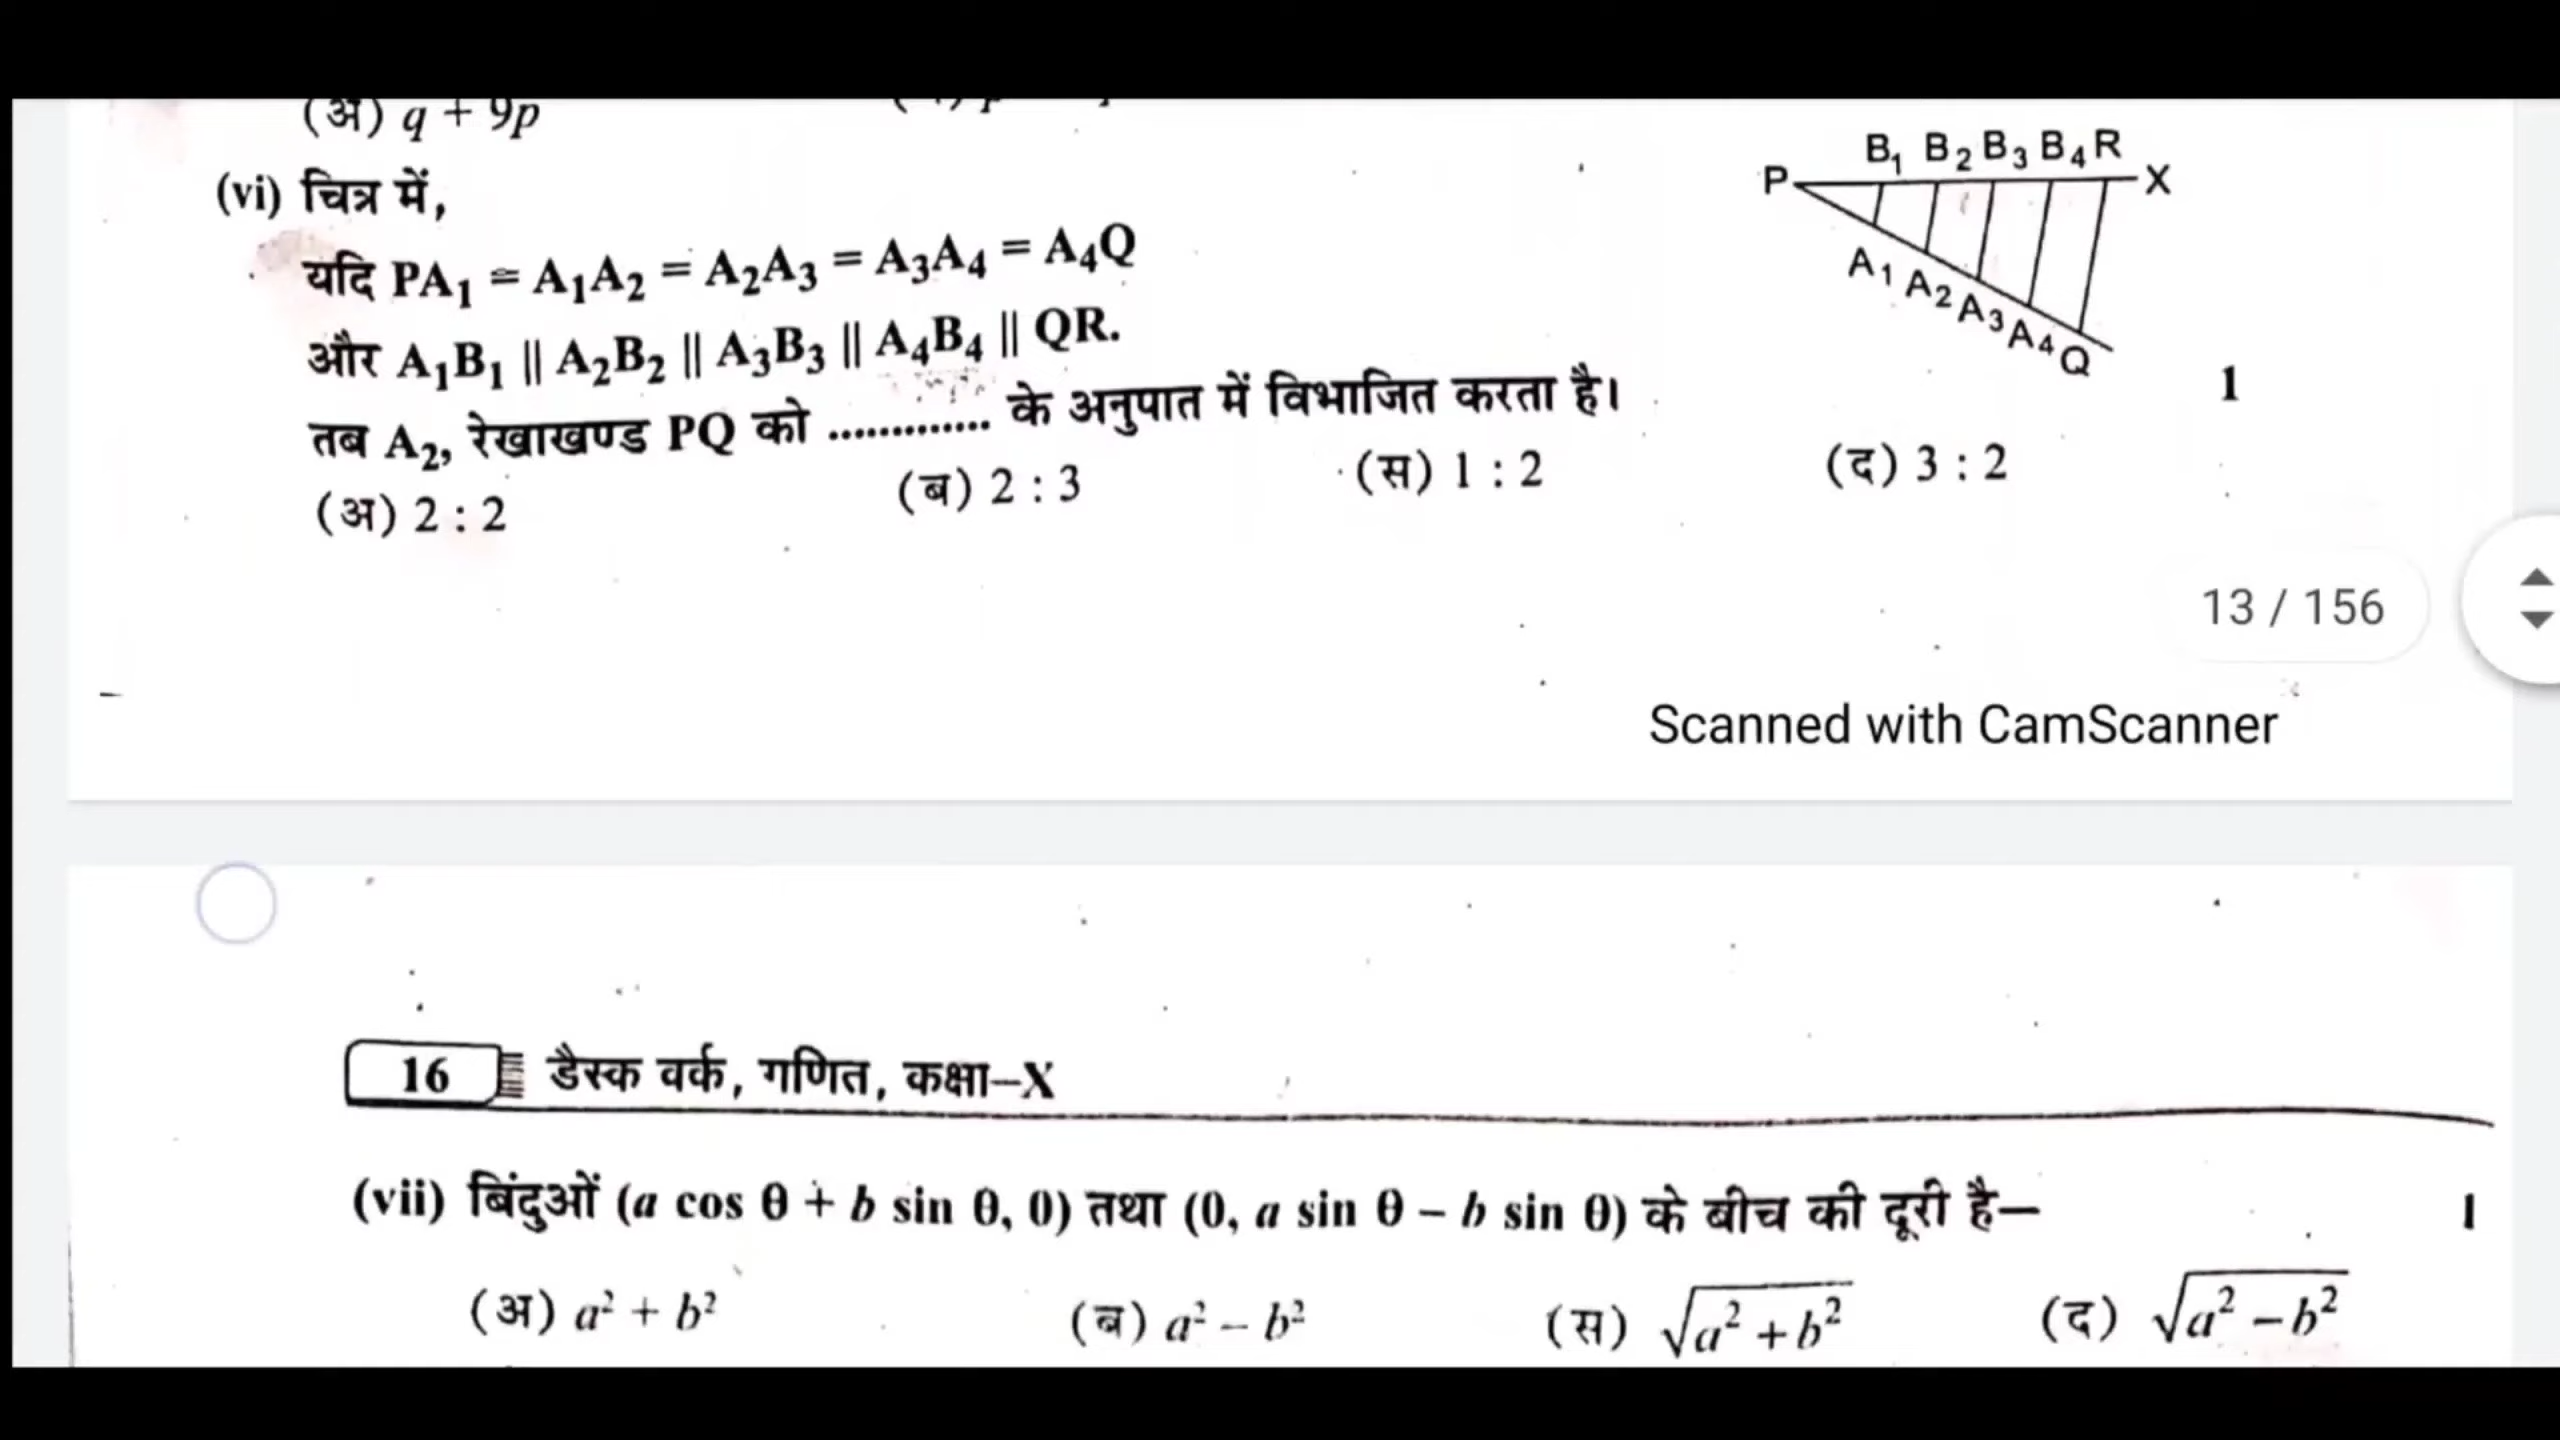 (अ) q + 9p
(vi) चित्र में,
यदि PA₁ = A₁A₂ = A₂A₃ = A₃A₄ = A₄Q
और A₁B₁ || A₂B₂ || A₃B₃ || A₄B₄ || QR.
तब A₂, रेखाखण्ड PQ को ............. के अनुपात में विभाजित करता है। 1
(अ) 2 : 2 (ब) 2 : 3 (स) 1 : 2 (द) 3 : 2
B₁ B₂ B₃ B₄ R
P X
A₁ A₂ A₃ A₄ Q
13 / 156
Scanned with CamScanner
16 डैस्क वर्क, गणित, कक्षा–X
(vii) बिंदुओं (a cos θ + b sin θ, 0) तथा (0, a sin θ – b sin θ) के बीच की दूरी है– 1
(अ) a² + b² (ब) a² – b² (स) √(a² + b²) (द) √(a² – b²)